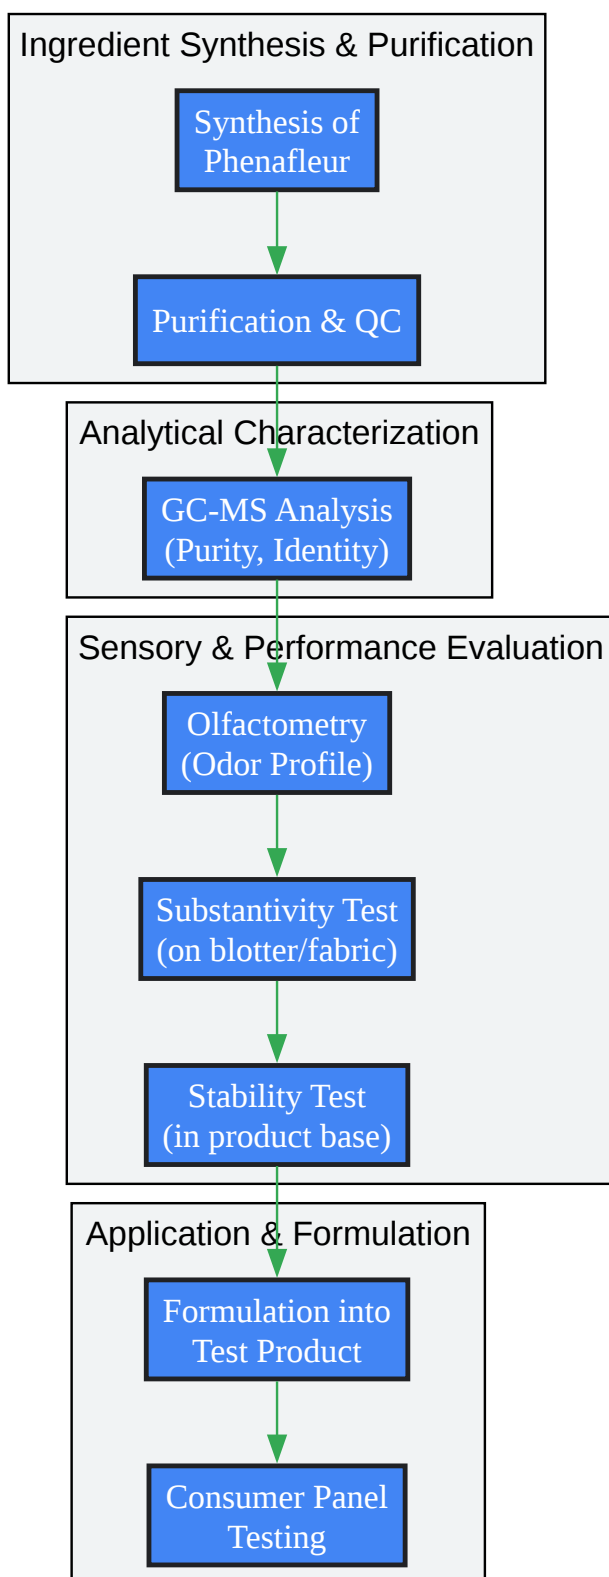 Ingredient Synthesis & Purification
Synthesis of
Phenafleur
Purification & QC
Analytical Characterization
GC-MS Analysis
(Purity, Identity)
Sensory & Performance Evaluation
Olfactometry
(Odor Profile)
Substantivity Test
(on blotter/fabric)
Stability Test
(in product base)
Application & Formulation
Formulation into
Test Product
Consumer Panel
Testing